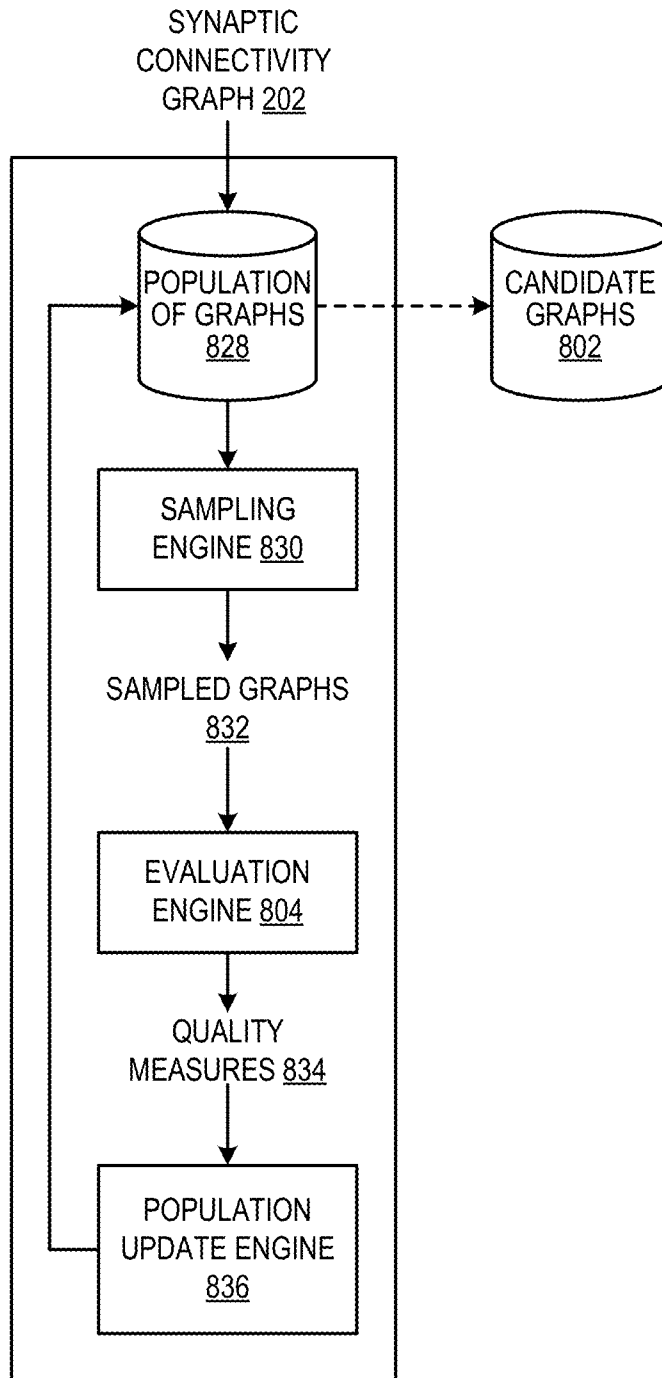 SYNAPTIC
CONNECTIVITY
GRAPH 202
POPULATION
OF GRAPHS
828
CANDIDATE
GRAPHS
802
SAMPLING
ENGINE 830
SAMPLED GRAPHS
832
EVALUATION
ENGINE 804
QUALITY
MEASURES 834
POPULATION
UPDATE ENGINE
836